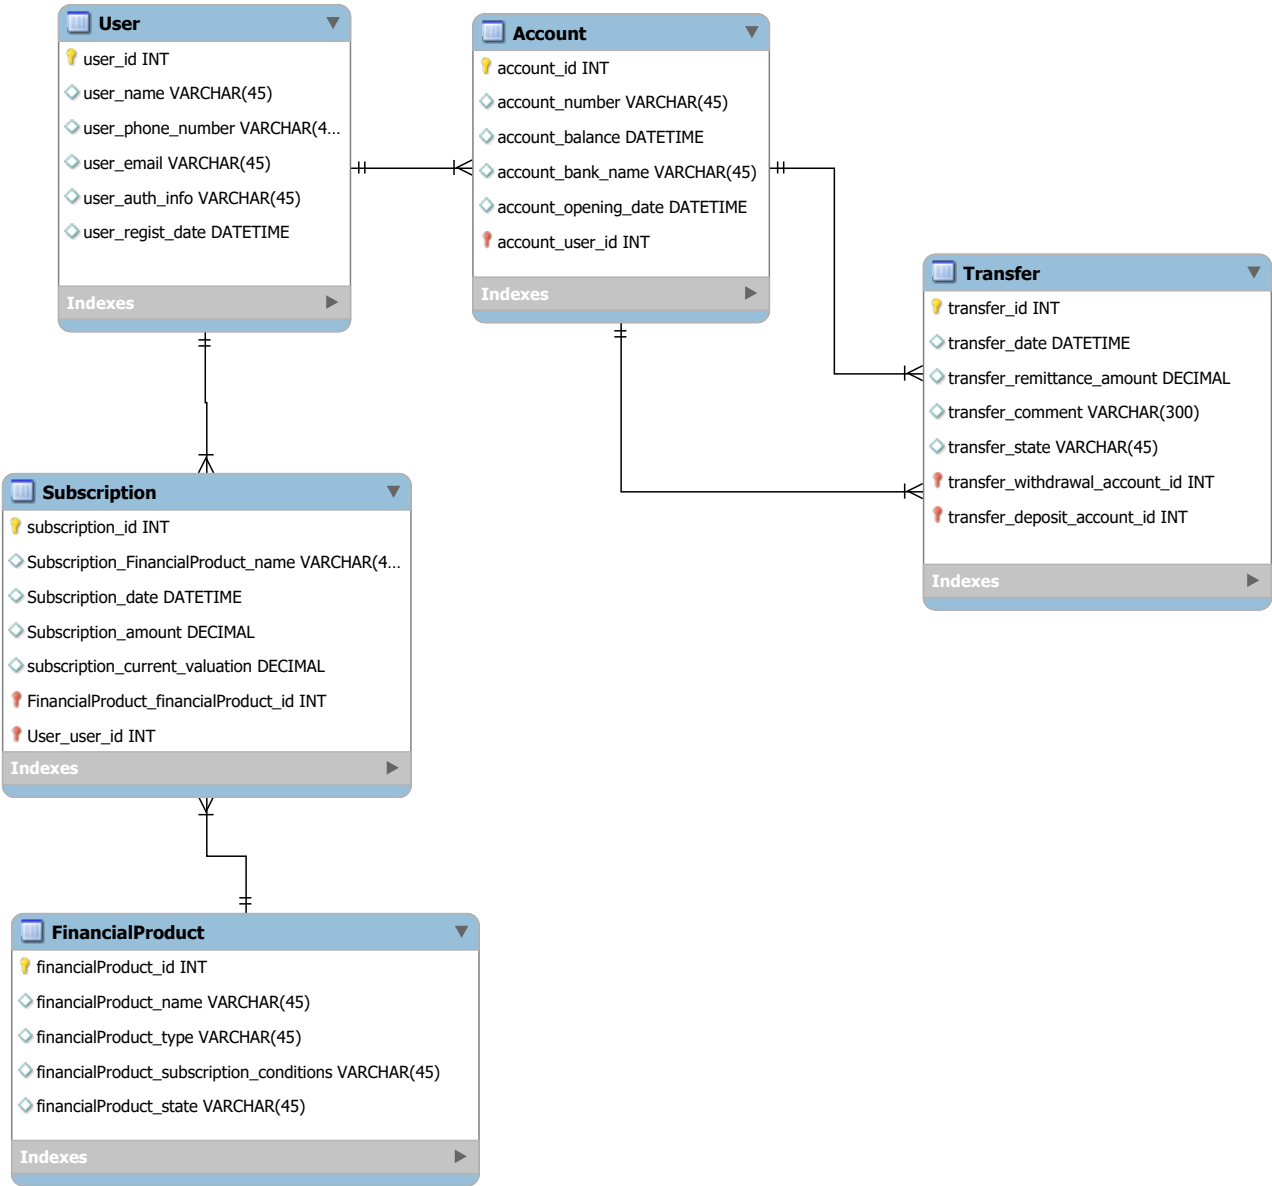 User
user_id INT
user_name VARCHAR(45)
user_phone_number VARCHAR(4...
user_email VARCHAR(45)
user_auth_info VARCHAR(45)
user_regist_date DATETIME
Indexes
Account
account_id INT
account_number VARCHAR(45)
account_balance DATETIME
account_bank_name VARCHAR(45)
account_opening_date DATETIME
account_user_id INT
Indexes
Transfer
transfer_id INT
transfer_date DATETIME
transfer_remittance_amount DECIMAL
transfer_comment VARCHAR(300)
transfer_state VARCHAR(45)
transfer_withdrawal_account_id INT
transfer_deposit_account_id INT
Indexes
Subscription
subscription_id INT
Subscription_FinancialProduct_name VARCHAR(4...
Subscription_date DATETIME
Subscription_amount DECIMAL
subscription_current_valuation DECIMAL
FinancialProduct_financialProduct_id INT
User_user_id INT
Indexes
FinancialProduct
financialProduct_id INT
financialProduct_name VARCHAR(45)
financialProduct_type VARCHAR(45)
financialProduct_subscription_conditions VARCHAR(45)
financialProduct_state VARCHAR(45)
Indexes